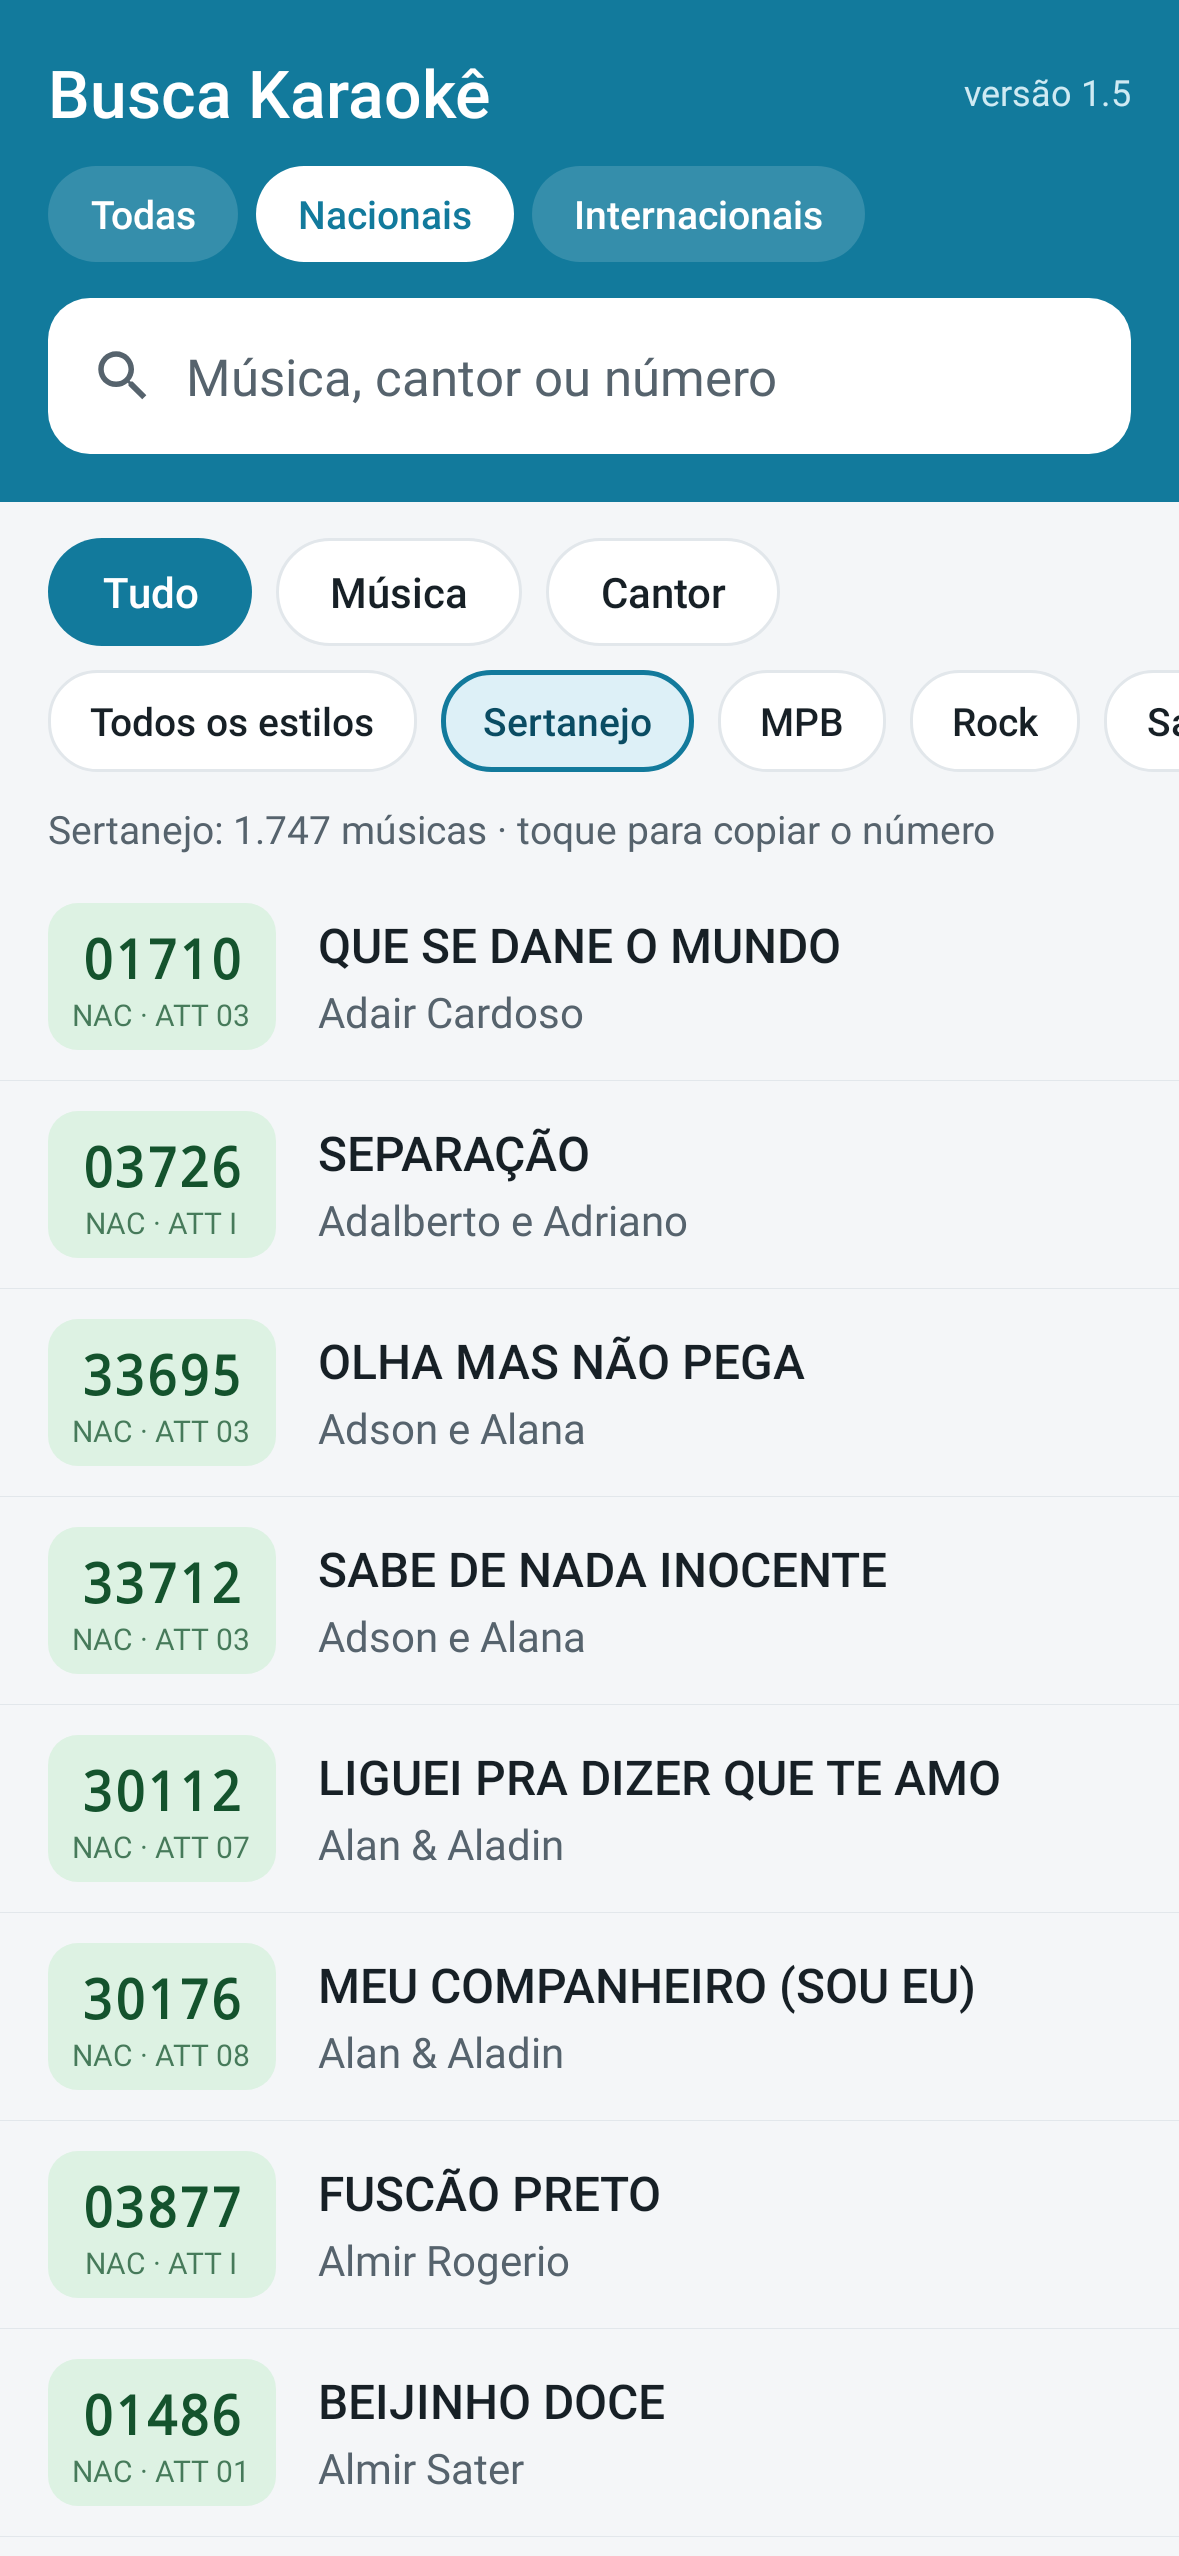 Busca Karaokê
versão 1.5
Todas
Nacionais
Internacionais
Música, cantor ou número
Tudo
Música
Cantor
Todos os estilos
Sertanejo
MPB
Rock
Sertanejo: 1.747 músicas · toque para copiar o número
01710
NAC · ATT 03
QUE SE DANE O MUNDO
Adair Cardoso
03726
NAC · ATT I
SEPARAÇÃO
Adalberto e Adriano
33695
NAC · ATT 03
OLHA MAS NÃO PEGA
Adson e Alana
33712
NAC · ATT 03
SABE DE NADA INOCENTE
Adson e Alana
30112
NAC · ATT 07
LIGUEI PRA DIZER QUE TE AMO
Alan & Aladin
30176
NAC · ATT 08
MEU COMPANHEIRO (SOU EU)
Alan & Aladin
03877
NAC · ATT I
FUSCÃO PRETO
Almir Rogerio
01486
NAC · ATT 01
BEIJINHO DOCE
Almir Sater